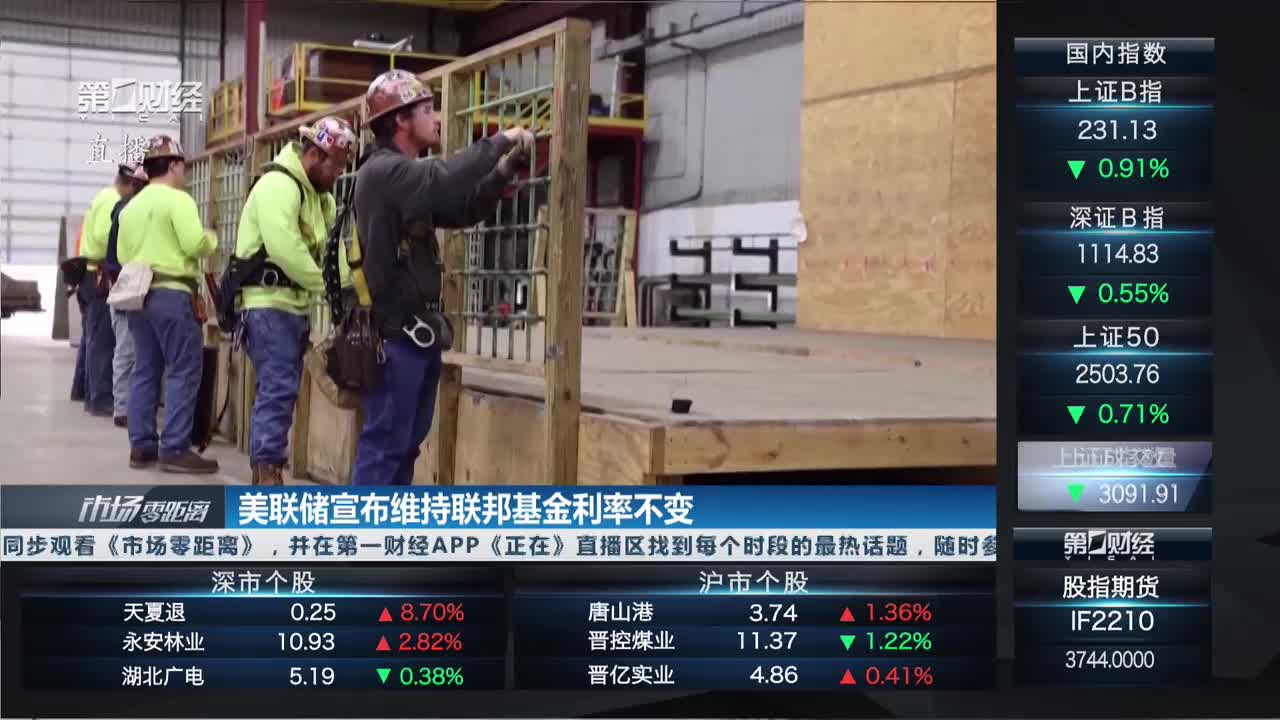 第一财经
YICAI
直播
国内指数
上证B指
231.13
▼ 0.91%
深证B指
1114.83
▼ 0.55%
上证50
2503.76
▼ 0.71%
▼ 3091.91
第一财经
YICAI
股指期货
IF2210
3744.0000
市场零距离 美联储宣布维持联邦基金利率不变
同步观看《市场零距离》，并在第一财经APP《正在》直播区找到每个时段的最热话题，随时参
深市个股
天夏退 0.25 ▲ 8.70%
永安林业 10.93 ▲ 2.82%
湖北广电 5.19 ▼ 0.38%
沪市个股
唐山港 3.74 ▲ 1.36%
晋控煤业 11.37 ▼ 1.22%
晋亿实业 4.86 ▲ 0.41%